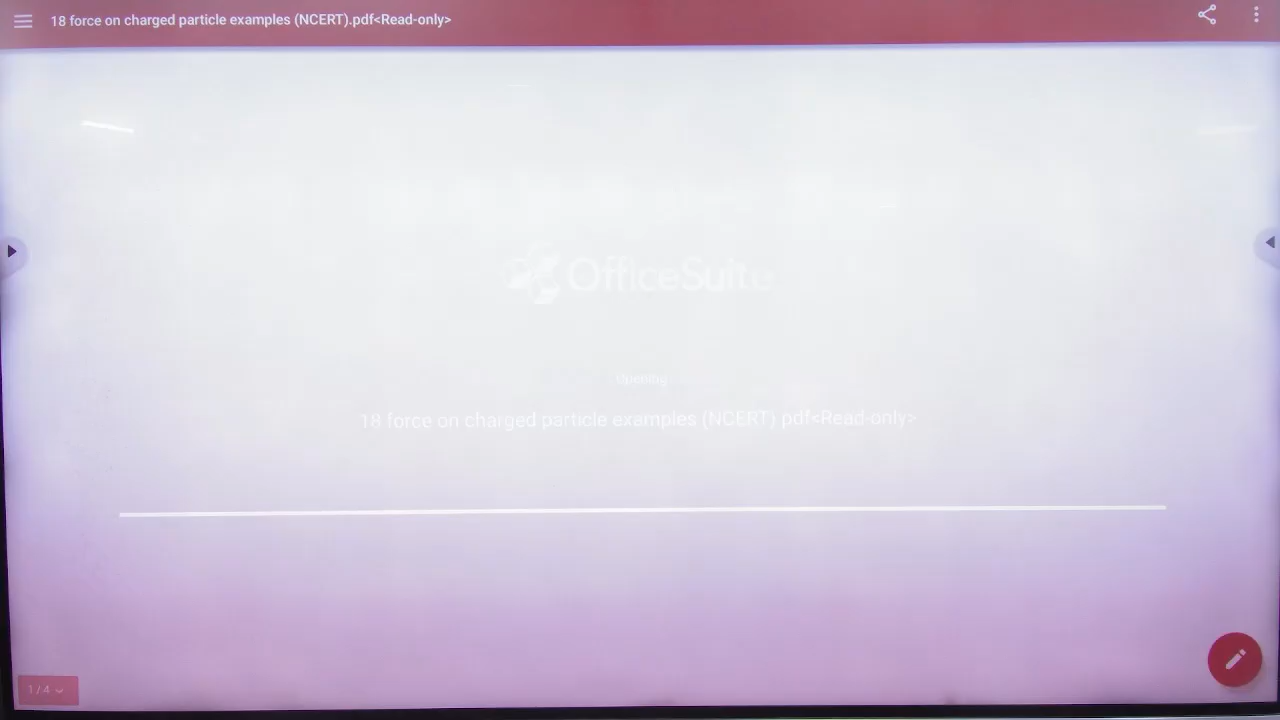 18 force on charged particle examples (NCERT).pdf<Read-only>
OfficeSuite
Opening
18 force on charged particle examples (NCERT).pdf<Read-only>
1 / 4